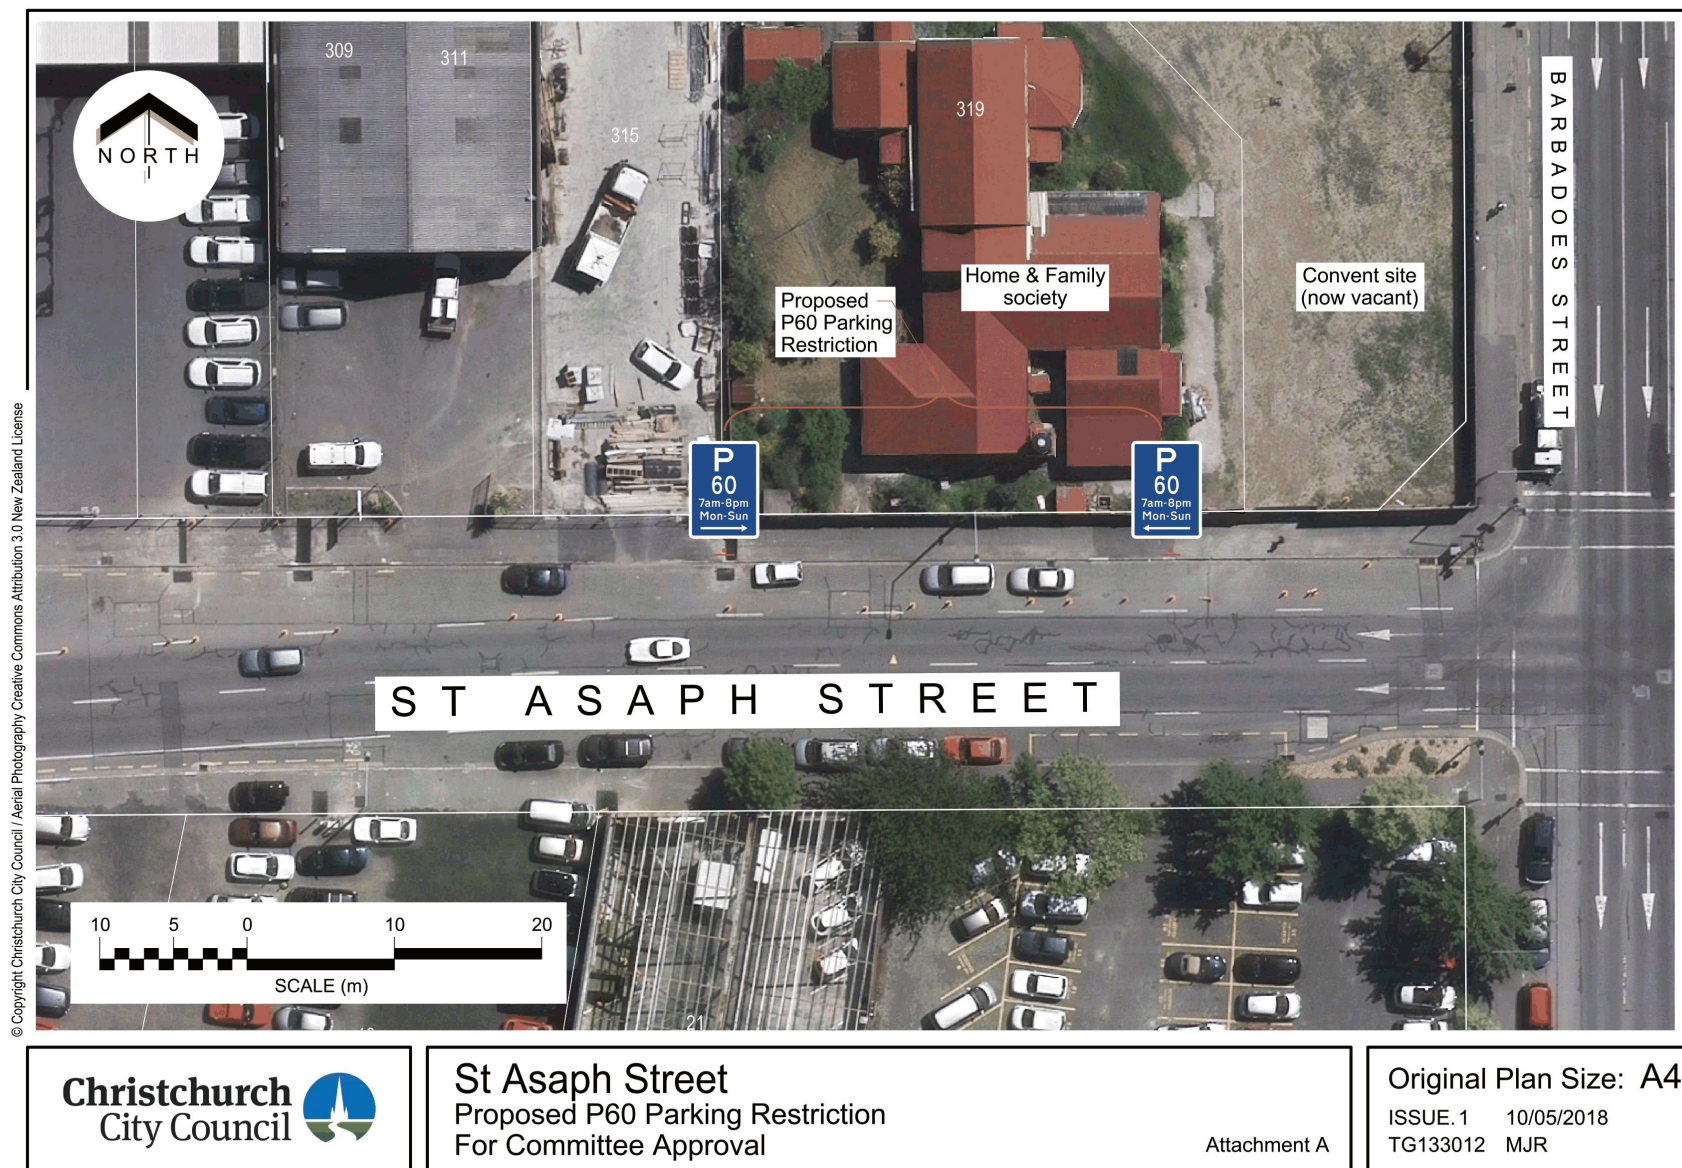 309
311
315
319
NORTH
BARBADOES STREET
Home & Family
society
Convent site
(now vacant)
Proposed
P60 Parking
Restriction
P
60
7am-8pm
Mon-Sun
P
60
7am-8pm
Mon-Sun
ST ASAPH STREET
© Copyright Christchurch City Council / Aerial Photography Creative Commons Attribution 3.0 New Zealand License
10 5 0 10 20
SCALE (m)
21
Christchurch
City Council
St Asaph Street
Proposed P60 Parking Restriction
For Committee Approval
Attachment A
Original Plan Size: A4
ISSUE.1 10/05/2018
TG133012 MJR